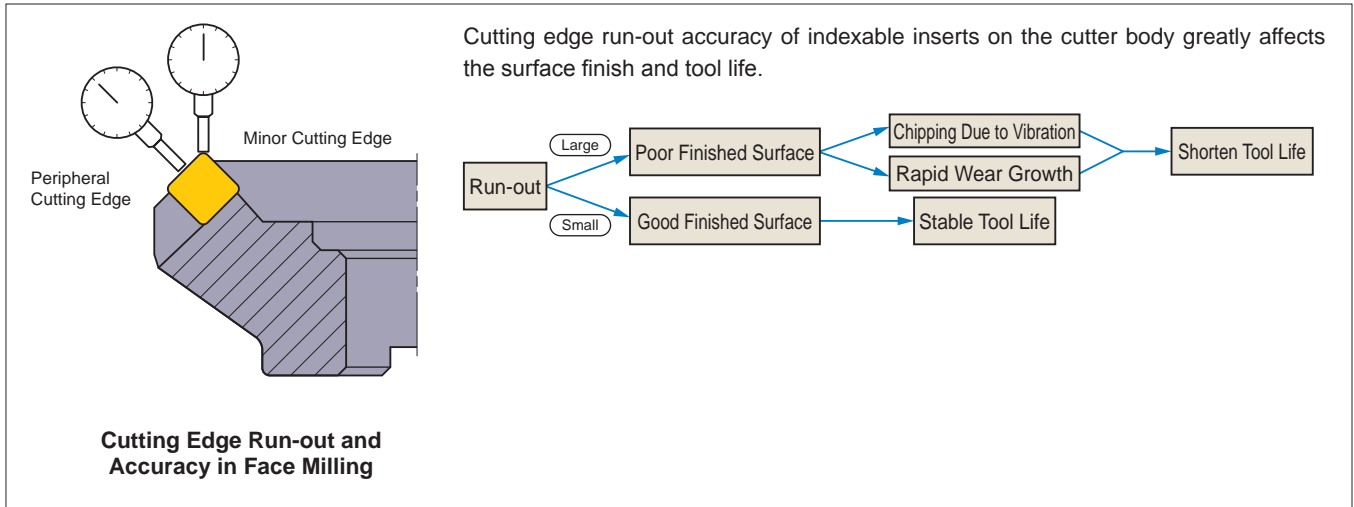 Cutting edge run-out accuracy of indexable inserts on the cutter body greatly affects
the surface finish and tool life.
Minor Cutting Edge
Peripheral
Cutting Edge
Run-out
Large
Small
Poor Finished Surface
Good Finished Surface
Chipping Due to Vibration
Rapid Wear Growth
Stable Tool Life
Shorten Tool Life
Cutting Edge Run-out and
Accuracy in Face Milling